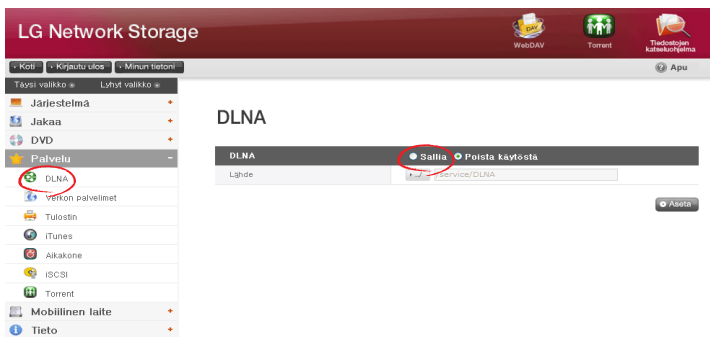 LG Network Storage
WebDAV
Torrent
Tiedostojen katseluohjelma
Koti
Kirjautu ulos
Minun tietoni
Apu
Täysi valikko
Lyhyt valikko
Järjestelmä
Jakaa
DVD
Palvelu
DLNA
Verkon palvelimet
Tulostin
iTunes
Aikakone
iSCSI
Torrent
Mobiilinen laite
Tieto
DLNA
DLNA
Sallia
Poista käytöstä
Lähde
/service/DLNA
Aseta